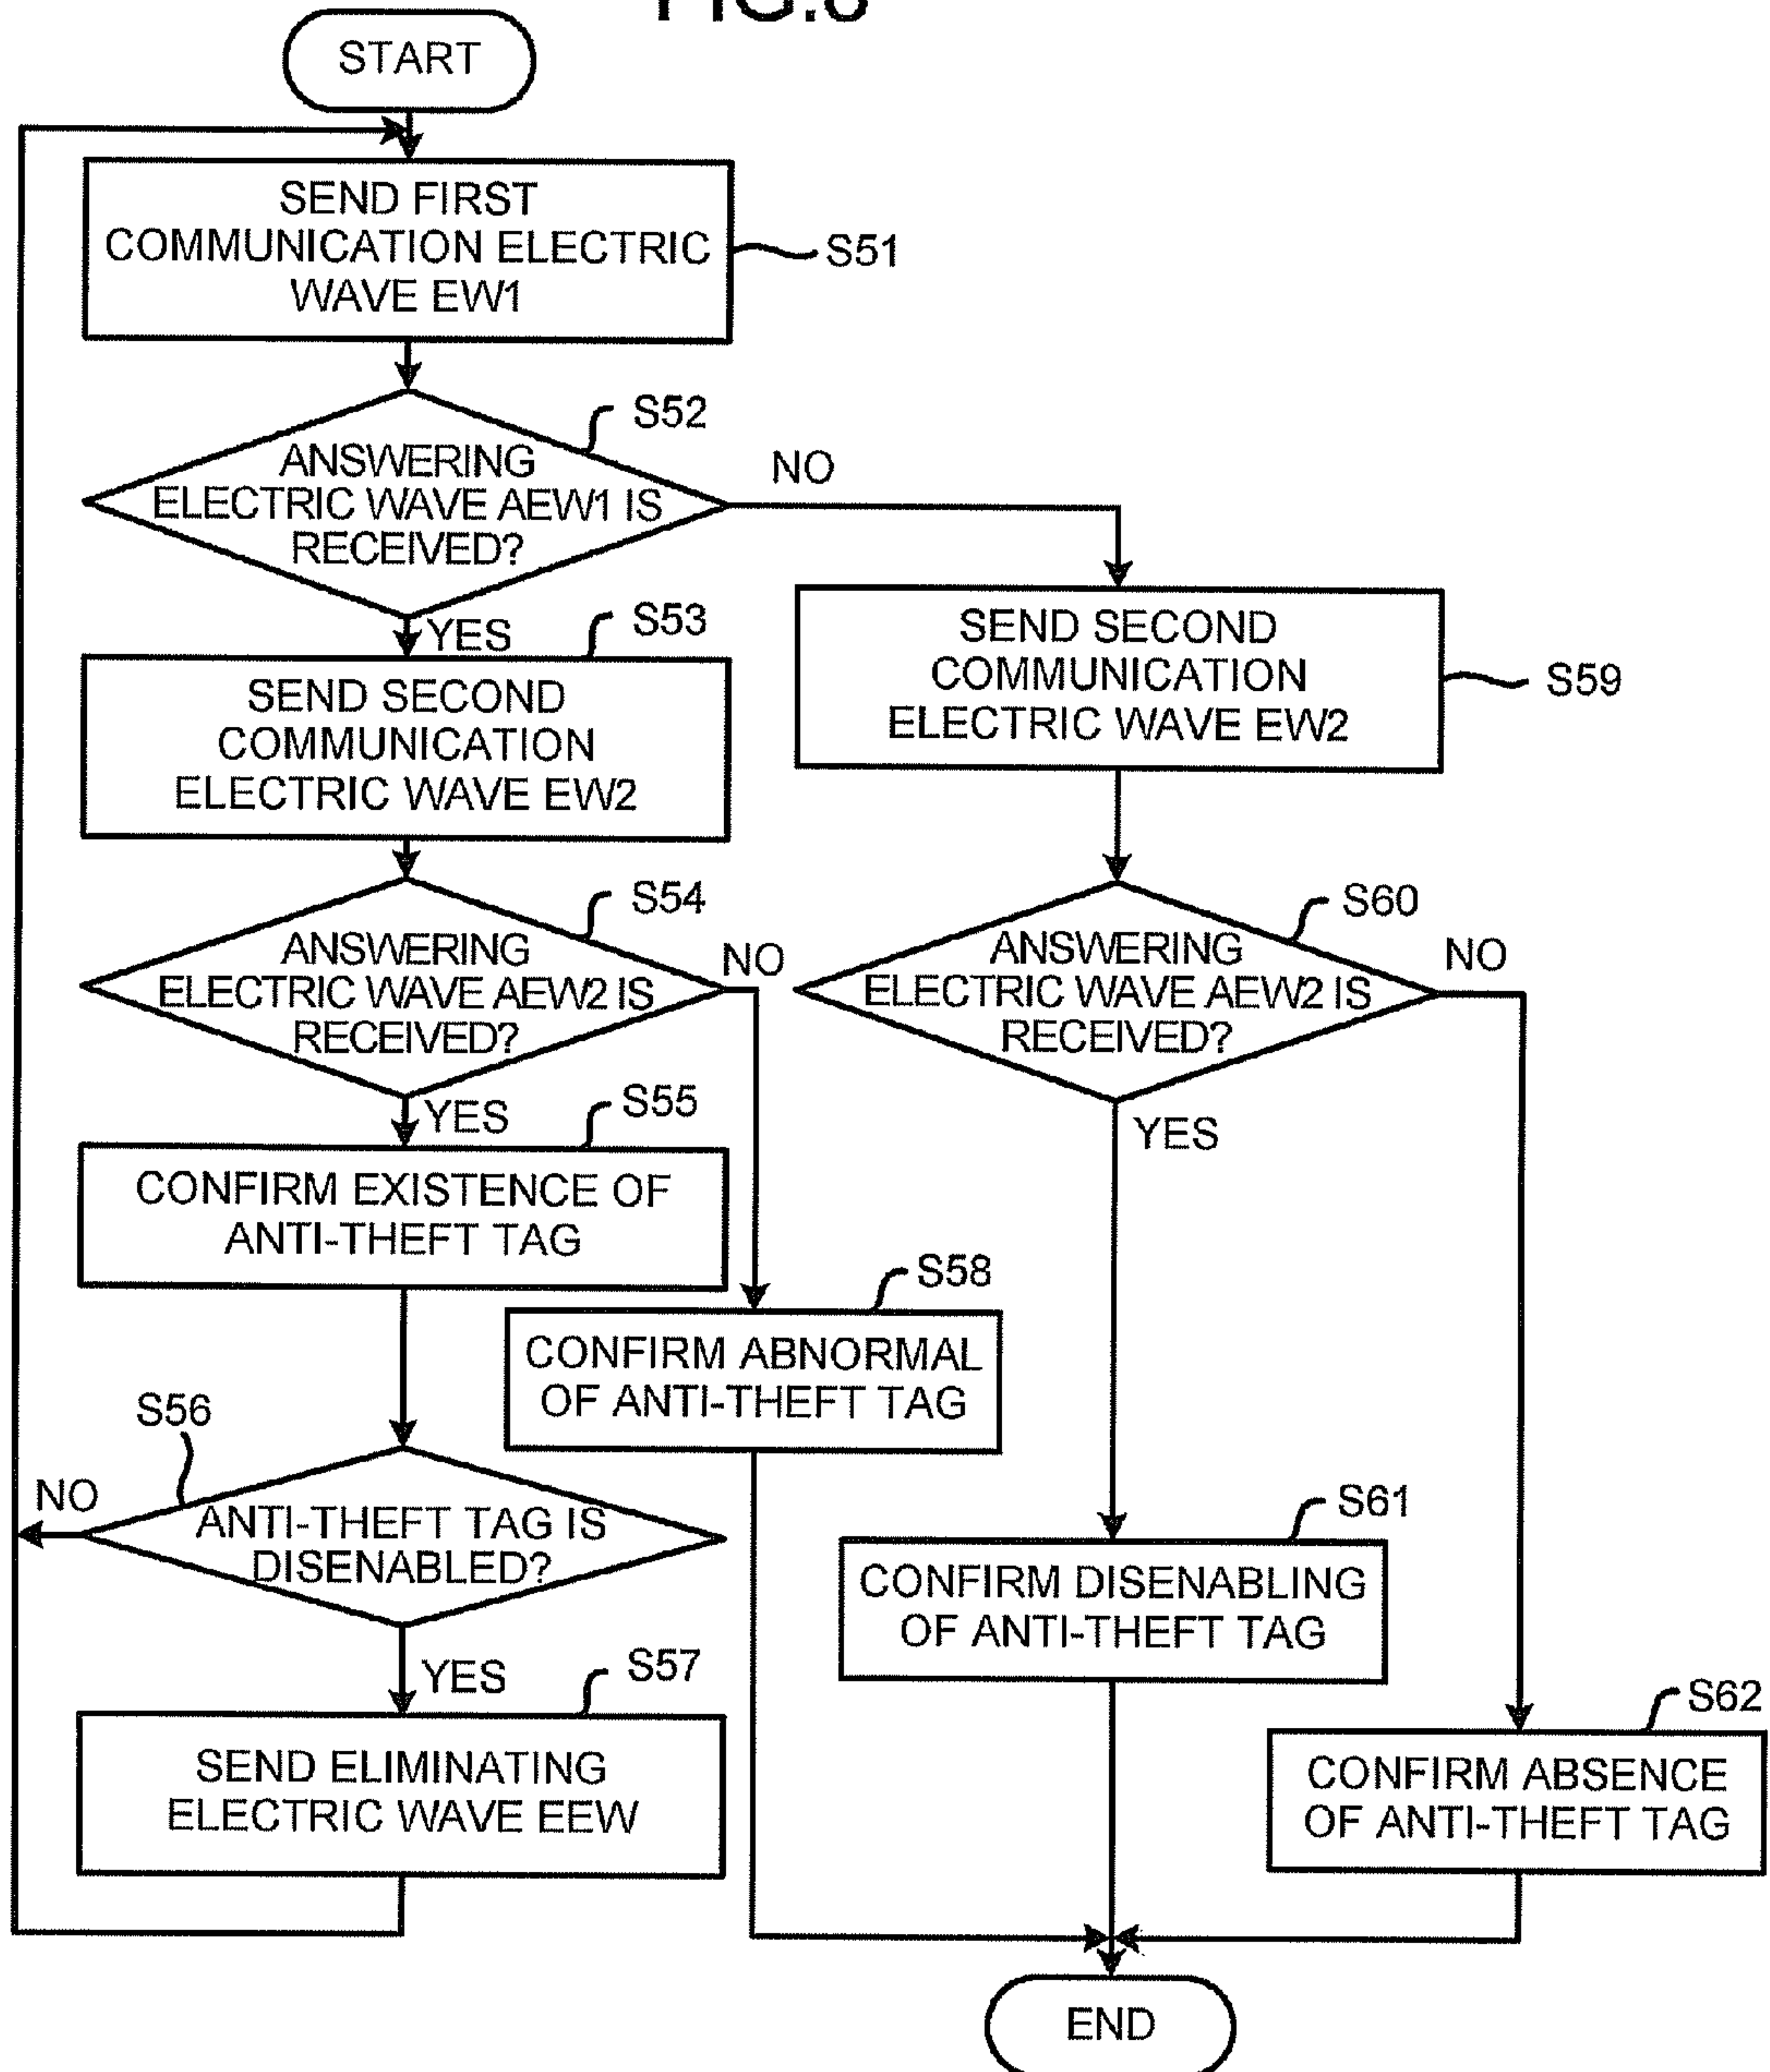 FIG.8
START
SEND FIRST
COMMUNICATION ELECTRIC
WAVE EW1
S51
S52
ANSWERING
ELECTRIC WAVE AEW1 IS
RECEIVED?
NO
YES
S53
SEND SECOND
COMMUNICATION
ELECTRIC WAVE EW2
SEND SECOND
COMMUNICATION
ELECTRIC WAVE EW2
S59
S54
ANSWERING
ELECTRIC WAVE AEW2 IS
RECEIVED?
NO
YES
S60
ANSWERING
ELECTRIC WAVE AEW2 IS
RECEIVED?
NO
YES
S55
CONFIRM EXISTENCE OF
ANTI-THEFT TAG
S58
CONFIRM ABNORMAL
OF ANTI-THEFT TAG
S56
NO
ANTI-THEFT TAG IS
DISENABLED?
YES
S61
CONFIRM DISENABLING
OF ANTI-THEFT TAG
S57
SEND ELIMINATING
ELECTRIC WAVE EEW
S62
CONFIRM ABSENCE
OF ANTI-THEFT TAG
END